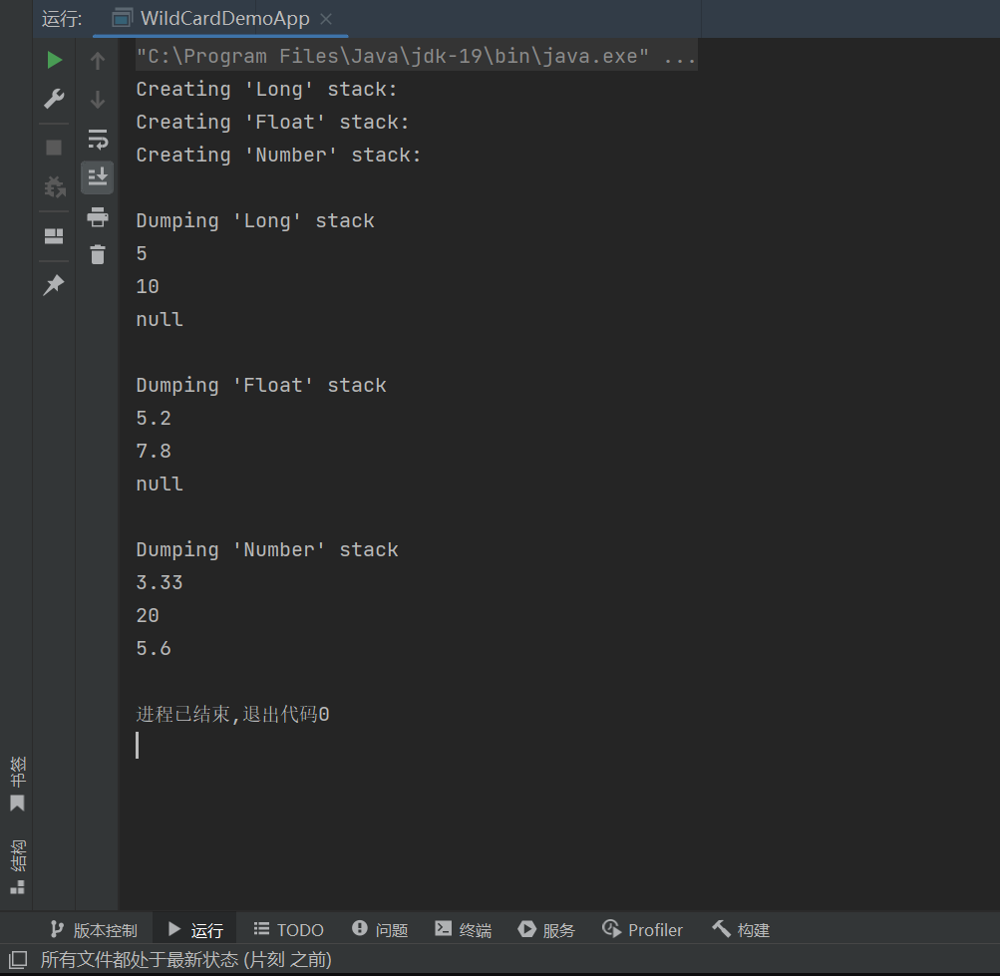 运行: WildCardDemoApp
"C:\Program Files\Java\jdk-19\bin\java.exe" ...
Creating 'Long' stack:
Creating 'Float' stack:
Creating 'Number' stack:
Dumping 'Long' stack
5
10
null
Dumping 'Float' stack
5.2
7.8
null
Dumping 'Number' stack
3.33
20
5.6
进程已结束,退出代码0
书签
结构
版本控制 运行 TODO 问题 终端 服务 Profiler 构建
所有文件都处于最新状态 (片刻 之前)